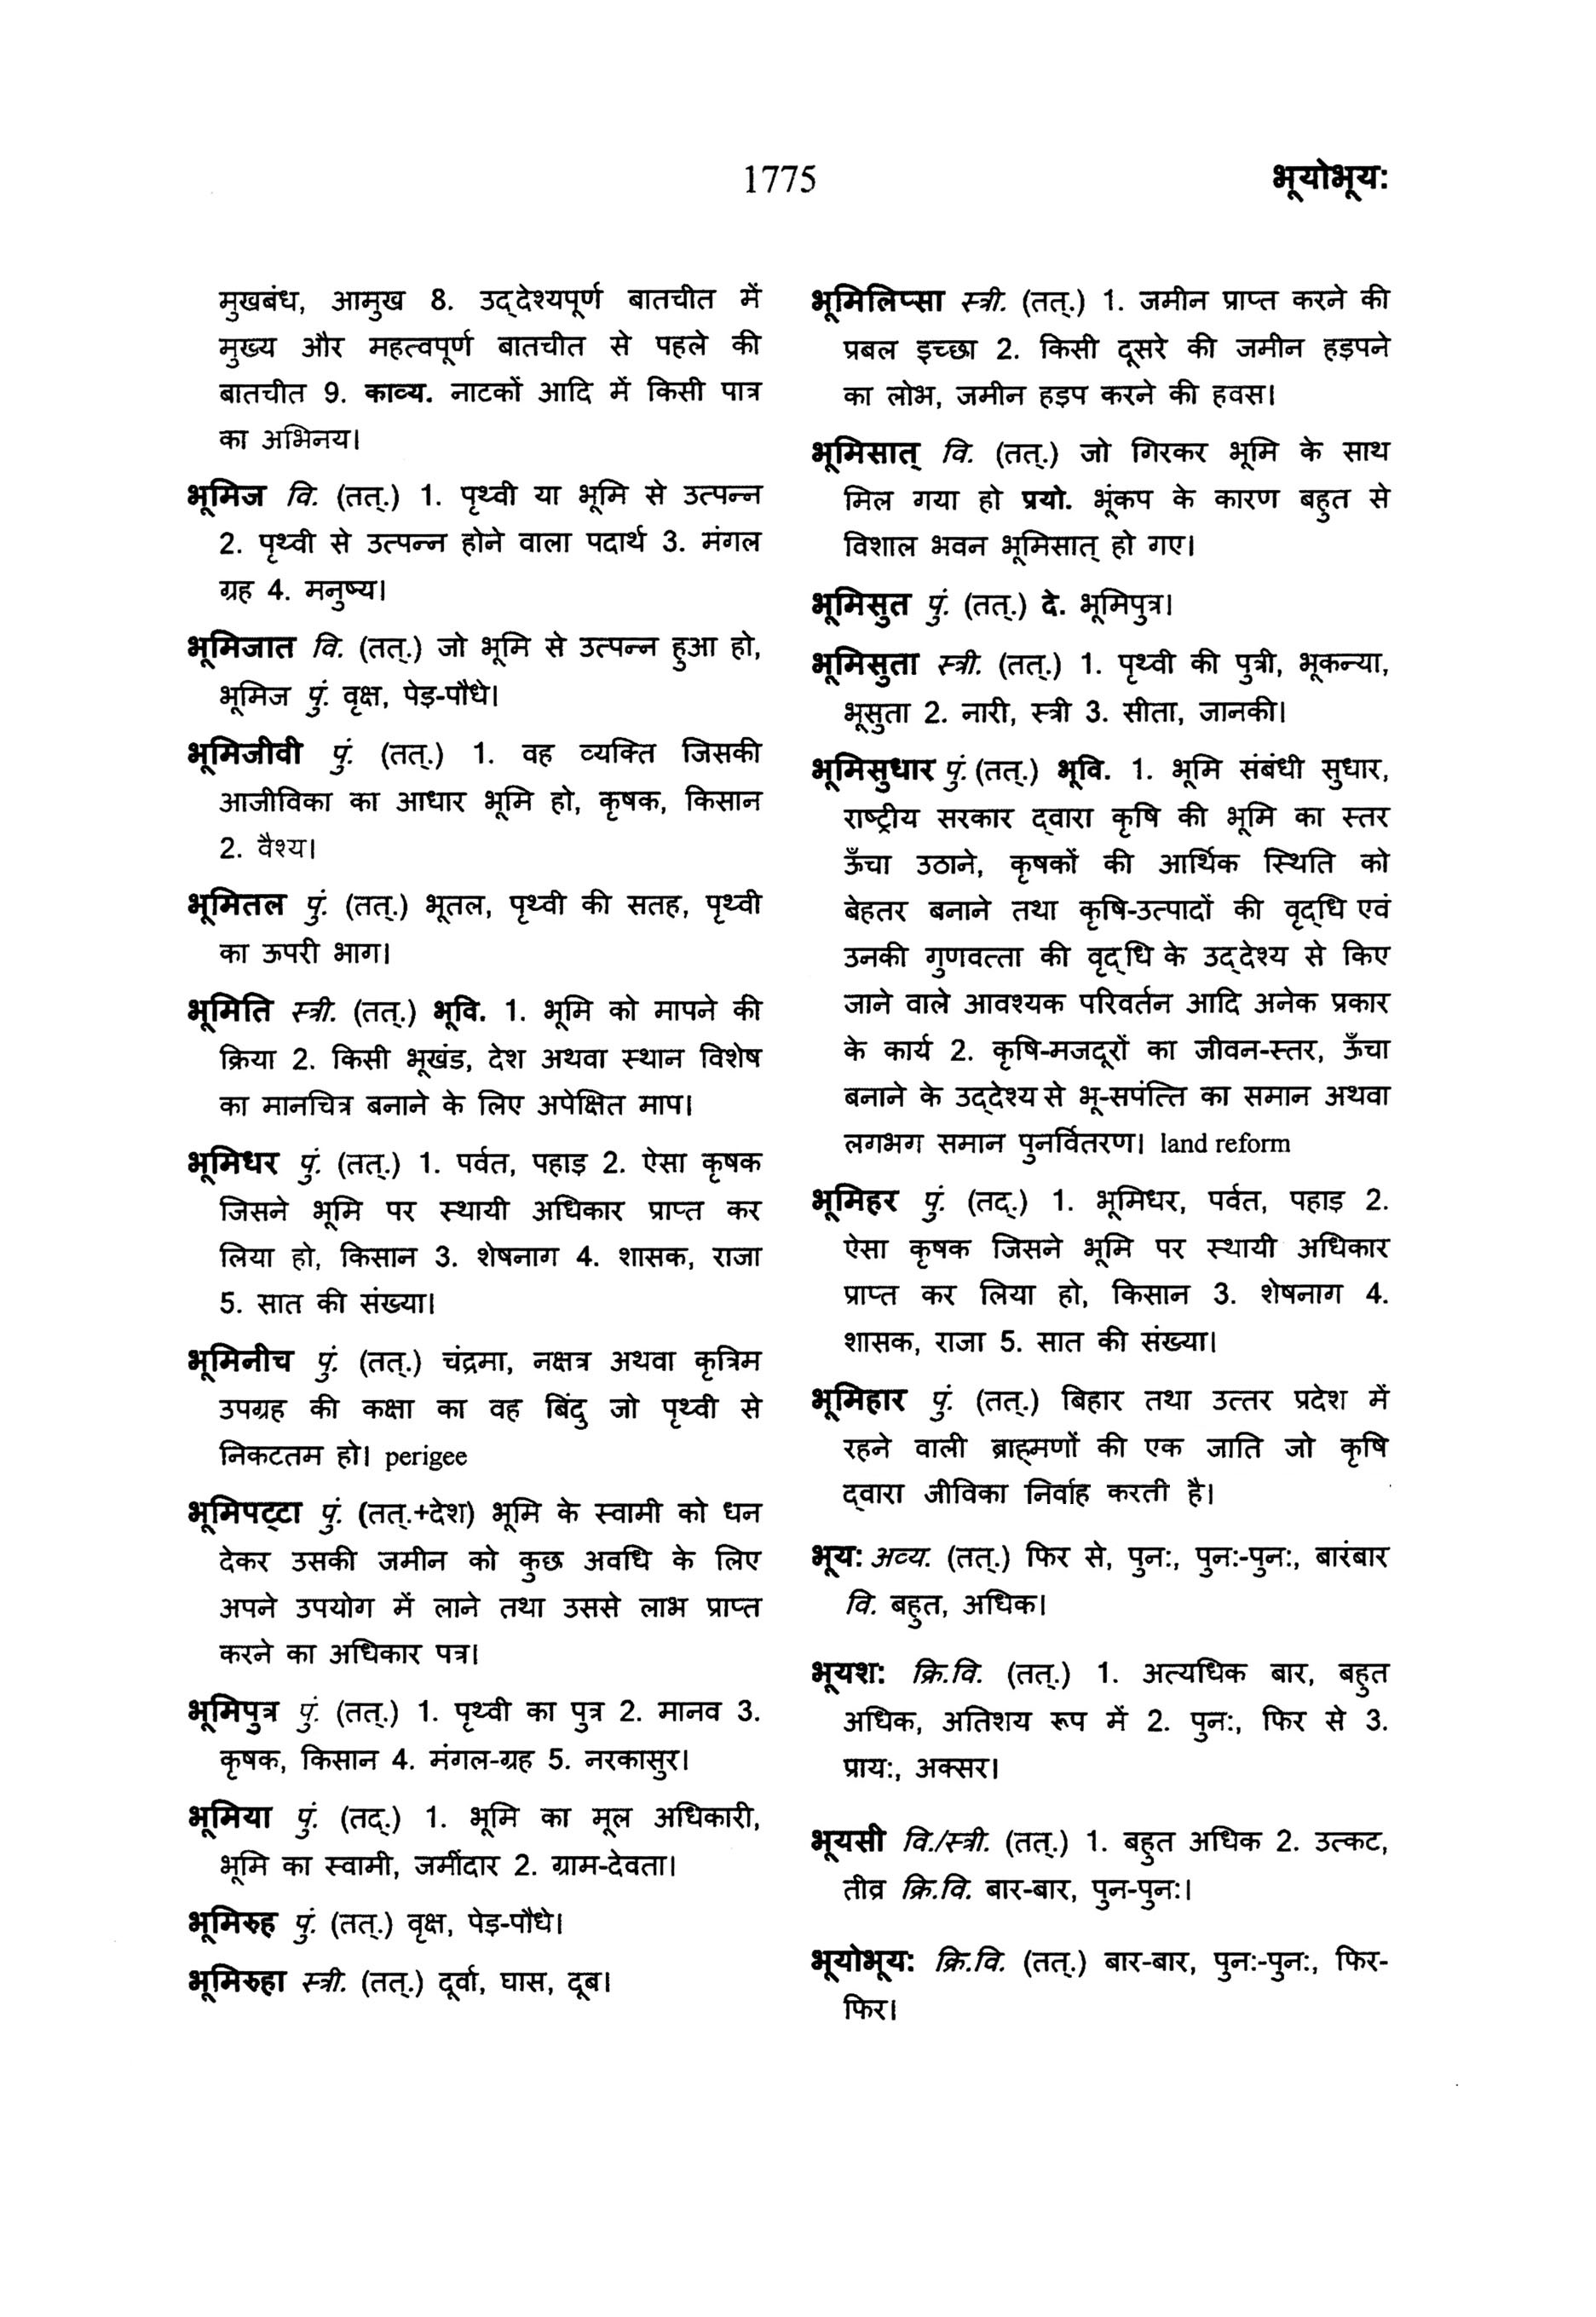 1775
भूयोभूय:
मुखबंध, आमुख 8. उद्‌देश्यपूर्ण बातचीत में
मुख्य और महत्वपूर्ण बातचीत से पहले की
बातचीत 9. काव्य. नाटकों आदि में किसी पात्र
का अभिनय।
भूमिज वि. (तत्.) 1. पृथ्वी या भूमि से उत्पन्न
2. पृथ्वी से उत्पन्न होने वाला पदार्थ 3. मंगल
ग्रह 4. मनुष्य।
भूमिजात वि. (तत्.) जो भूमि से उत्पन्न हुआ हो,
भूमिज पुं. वृक्ष, पेड़-पौधे।
भूमिजीवी पुं. (तत्.) 1. वह व्यक्ति जिसकी
आजीविका का आधार भूमि हो, कृषक, किसान
2. वैश्य।
भूमितल पुं. (तत्.) भूतल, पृथ्वी की सतह, पृथ्वी
का ऊपरी भाग।
भूमिति स्त्री. (तत्.) भूवि. 1. भूमि को मापने की
क्रिया 2. किसी भूखंड, देश अथवा स्थान विशेष
का मानचित्र बनाने के लिए अपेक्षित माप।
भूमिधर पुं. (तत्.) 1. पर्वत, पहाड़ 2. ऐसा कृषक
जिसने भूमि पर स्थायी अधिकार प्राप्त कर
लिया हो, किसान 3. शेषनाग 4. शासक, राजा
5. सात की संख्या।
भूमिनीच पुं. (तत्.) चंद्रमा, नक्षत्र अथवा कृत्रिम
उपग्रह की कक्षा का वह बिंदु जो पृथ्वी से
निकटतम हो। perigee
भूमिपट्‌टा पुं. (तत्.+देश) भूमि के स्वामी को धन
देकर उसकी जमीन को कुछ अवधि के लिए
अपने उपयोग में लाने तथा उससे लाभ प्राप्त
करने का अधिकार पत्र।
भूमिपुत्र पुं. (तत्.) 1. पृथ्वी का पुत्र 2. मानव 3.
कृषक, किसान 4. मंगल-ग्रह 5. नरकासुर।
भूमिया पुं. (तद्.) 1. भूमि का मूल अधिकारी,
भूमि का स्वामी, जमींदार 2. ग्राम-देवता।
भूमिरुह पुं. (तत्.) वृक्ष, पेड़-पौधे।
भूमिरुहा स्त्री. (तत्.) दूर्वा, घास, दूब।
भूमिलिप्सा स्त्री. (तत्.) 1. जमीन प्राप्त करने की
प्रबल इच्छा 2. किसी दूसरे की जमीन हड़पने
का लोभ, जमीन हड़प करने की हवस।
भूमिसात् वि. (तत्.) जो गिरकर भूमि के साथ
मिल गया हो प्रयो. भूंकप के कारण बहुत से
विशाल भवन भूमिसात् हो गए।
भूमिसुत पुं. (तत्.) दे. भूमिपुत्र।
भूमिसुता स्त्री. (तत्.) 1. पृथ्वी की पुत्री, भूकन्या,
भूसुता 2. नारी, स्त्री 3. सीता, जानकी।
भूमिसुधार पुं. (तत्.) भूवि. 1. भूमि संबंधी सुधार,
राष्ट्रीय सरकार द्‌वारा कृषि की भूमि का स्तर
ऊँचा उठाने, कृषकों की आर्थिक स्थिति को
बेहतर बनाने तथा कृषि-उत्पादों की वृद्‌धि एवं
उनकी गुणवत्ता की वृद्‌धि के उद्‌देश्य से किए
जाने वाले आवश्यक परिवर्तन आदि अनेक प्रकार
के कार्य 2. कृषि-मजदूरों का जीवन-स्तर, ऊँचा
बनाने के उद्‌देश्य से भू-सपंत्ति का समान अथवा
लगभग समान पुनर्वितरण। land reform
भूमिहर पुं. (तद्.) 1. भूमिधर, पर्वत, पहाड़ 2.
ऐसा कृषक जिसने भूमि पर स्थायी अधिकार
प्राप्त कर लिया हो, किसान 3. शेषनाग 4.
शासक, राजा 5. सात की संख्या।
भूमिहार पुं. (तत्.) बिहार तथा उत्तर प्रदेश में
रहने वाली ब्राह्‌मणों की एक जाति जो कृषि
द्‌वारा जीविका निर्वाह करती है।
भूय: अव्य. (तत्.) फिर से, पुन:, पुन:-पुन:, बारंबार
वि. बहुत, अधिक।
भूयश: क्रि.वि. (तत्.) 1. अत्यधिक बार, बहुत
अधिक, अतिशय रूप में 2. पुन:, फिर से 3.
प्राय:, अक्सर।
भूयसी वि./स्त्री. (तत्.) 1. बहुत अधिक 2. उत्कट,
तीव्र क्रि.वि. बार-बार, पुन-पुन:।
भूयोभूय: क्रि.वि. (तत्.) बार-बार, पुन:-पुन:, फिर-
फिर।